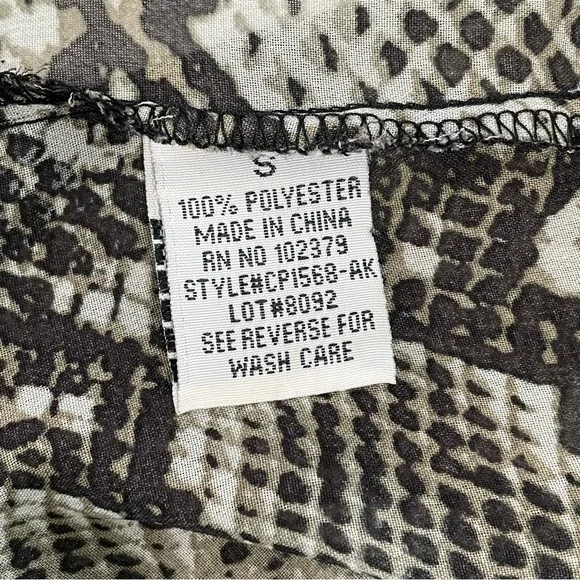 S
100% POLYESTER
MADE IN CHINA
RN NO 102379
STYLE#CP1568-AK
LOT#8092
SEE REVERSE FOR
WASH CARE